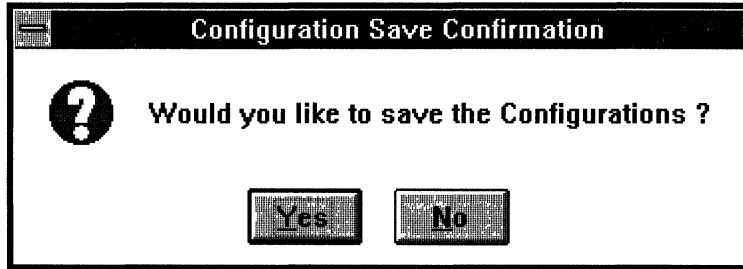 Configuration Save Confirmation
Would you like to save the Configurations ?
Yes No